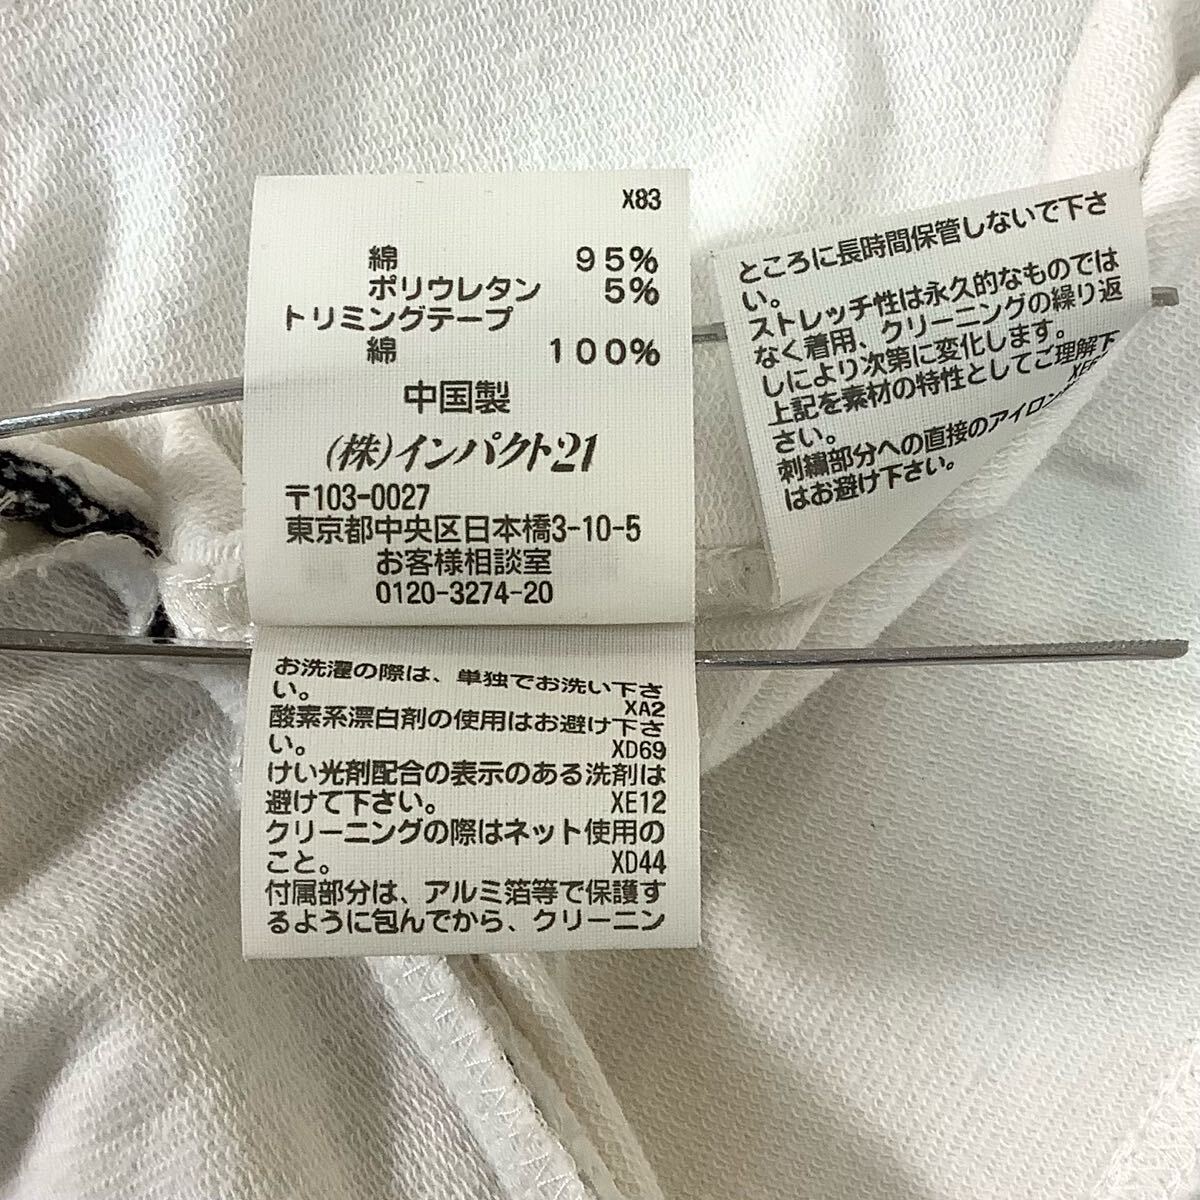 X83
綿 95%
ポリウレタン 5%
トリミングテープ
綿 100%
中国製
(株)インパクト21
〒103-0027
東京都中央区日本橋3-10-5
お客様相談室
0120-3274-20
お洗濯の際は、単独でお洗い下さ
い。
XA2
酸素系漂白剤の使用はお避け下さ
い。 XD69
けい光剤配合の表示のある洗剤は
避けて下さい。 XE12
クリーニングの際はネット使用の
こと。 XD44
付属部分は、アルミ箔等で保護す
るように包んでから、クリーニン
ところに長時間保管しないで下さ
い。
ストレッチ性は永久的なものでは
なく着用、クリーニングの繰り返
しにより次第に変化します。
上記を素材の特性としてご理解下
さい。
刺繍部分への直接のアイロン
はお避け下さい。